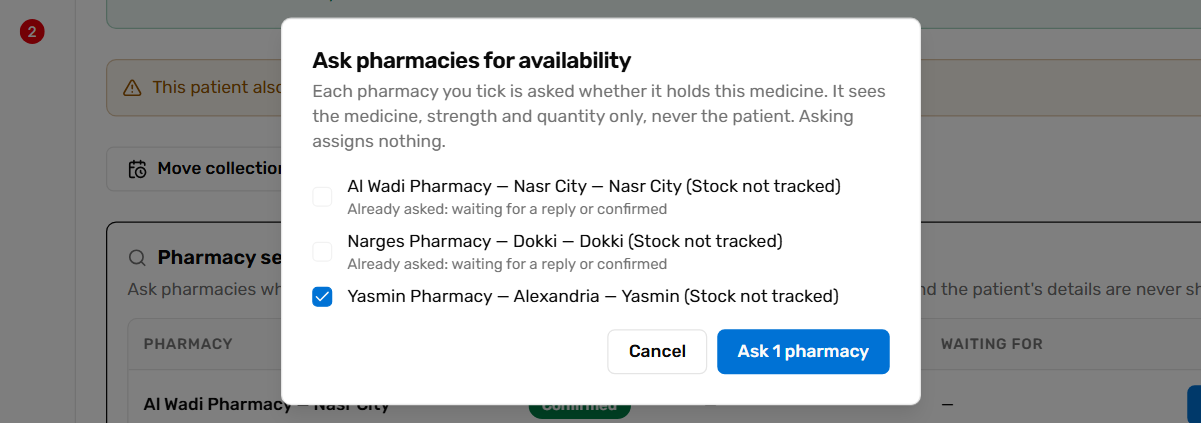 2
This patient also
Move collection
Ask pharmacies for availability
Each pharmacy you tick is asked whether it holds this medicine. It sees
the medicine, strength and quantity only, never the patient. Asking
assigns nothing.
Al Wadi Pharmacy — Nasr City — Nasr City (Stock not tracked)
Already asked: waiting for a reply or confirmed
Narges Pharmacy — Dokki — Dokki (Stock not tracked)
Already asked: waiting for a reply or confirmed
Yasmin Pharmacy — Alexandria — Yasmin (Stock not tracked)
Cancel
Ask 1 pharmacy
Pharmacy se
Ask pharmacies wh
nd the patient's details are never sh
PHARMACY
WAITING FOR
Al Wadi Pharmacy — Nasr City
Confirmed
—